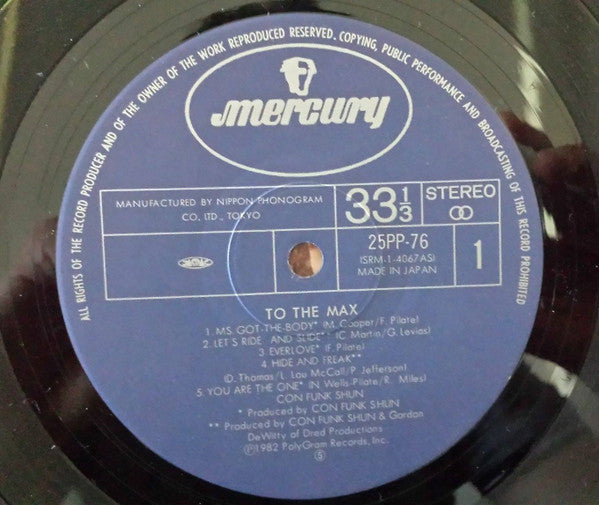 ALL RIGHTS OF THE RECORD PRODUCER AND OF THE OWNER OF THE WORK REPRODUCED RESERVED. COPYING, PUBLIC PERFORMANCE AND BROADCASTING OF THIS RECORD PROHIBITED
mercury
MANUFACTURED BY NIPPON PHONOGRAM
CO., LTD., TOKYO
33 1/3
STEREO
25PP-76
(SRM-1-4067AS)
MADE IN JAPAN
1
TO THE MAX
1. MS. GOT-THE-BODY* (M. Cooper/F. Pilate)
2. LET'S RIDE AND SLIDE* (C. Martin/G. Levias)
3. EVERLOVE* (F. Pilate)
4. HIDE AND FREAK**
(D. Thomas/L. Lou McCall/P. Jefferson)
5. YOU ARE THE ONE* (N. Wells-Pilate/R. Miles)
CON FUNK SHUN
* Produced by CON FUNK SHUN
** Produced by CON FUNK SHUN & Gordon
DeWitty of Dred Productions
Ⓟ1982 PolyGram Records, Inc.
S